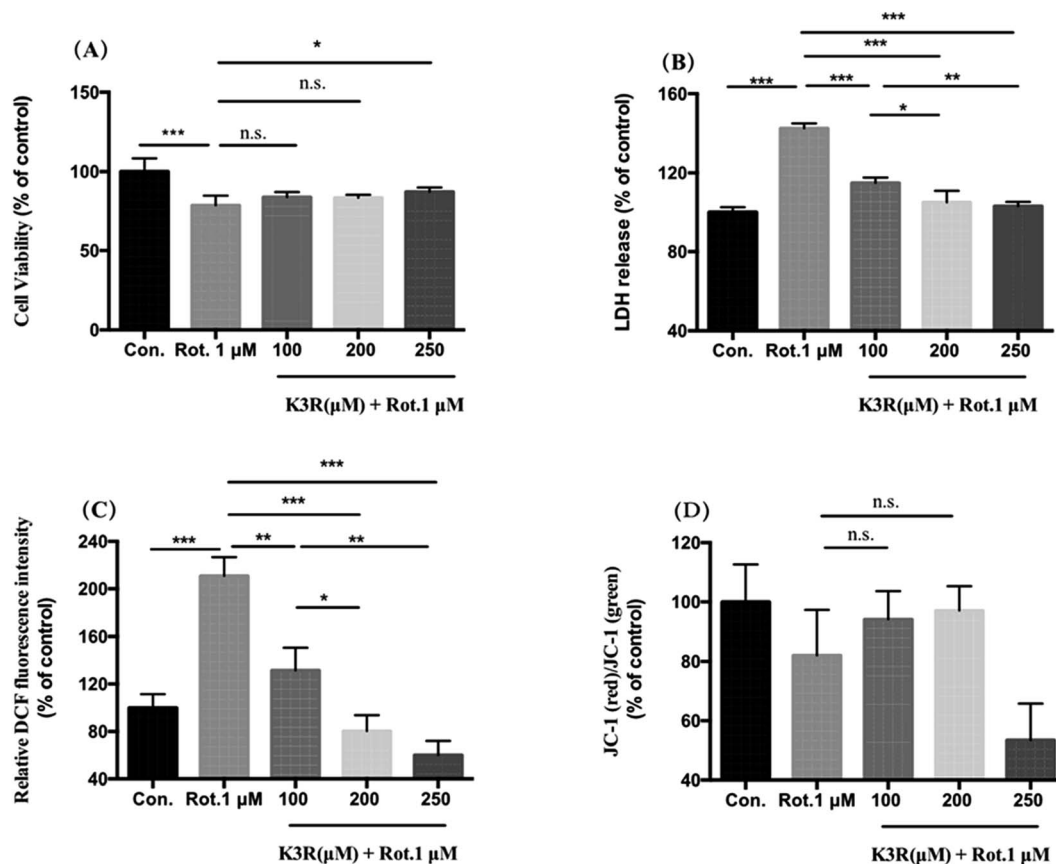 (A)
*
n.s.
***
n.s.
Cell Viability (% of control)
150
100
50
0
Con.
Rot. 1 μM
100
200
250
K3R(μM) + Rot.1 μM
(B)
***
***
***
***
**
*
LDH release (% of control)
160
120
80
40
Con.
Rot.1 μM
100
200
250
K3R(μM) + Rot.1 μM
(C)
***
***
***
**
**
*
Relative DCF fluorescence intensity
(% of control)
240
200
160
120
80
40
Con.
Rot.1 μM
100
200
250
K3R(μM) + Rot.1 μM
(D)
n.s.
n.s.
JC-1 (red)/JC-1 (green)
(% of control)
120
100
80
60
40
Con.
Rot.1 μM
100
200
250
K3R(μM) + Rot.1 μM